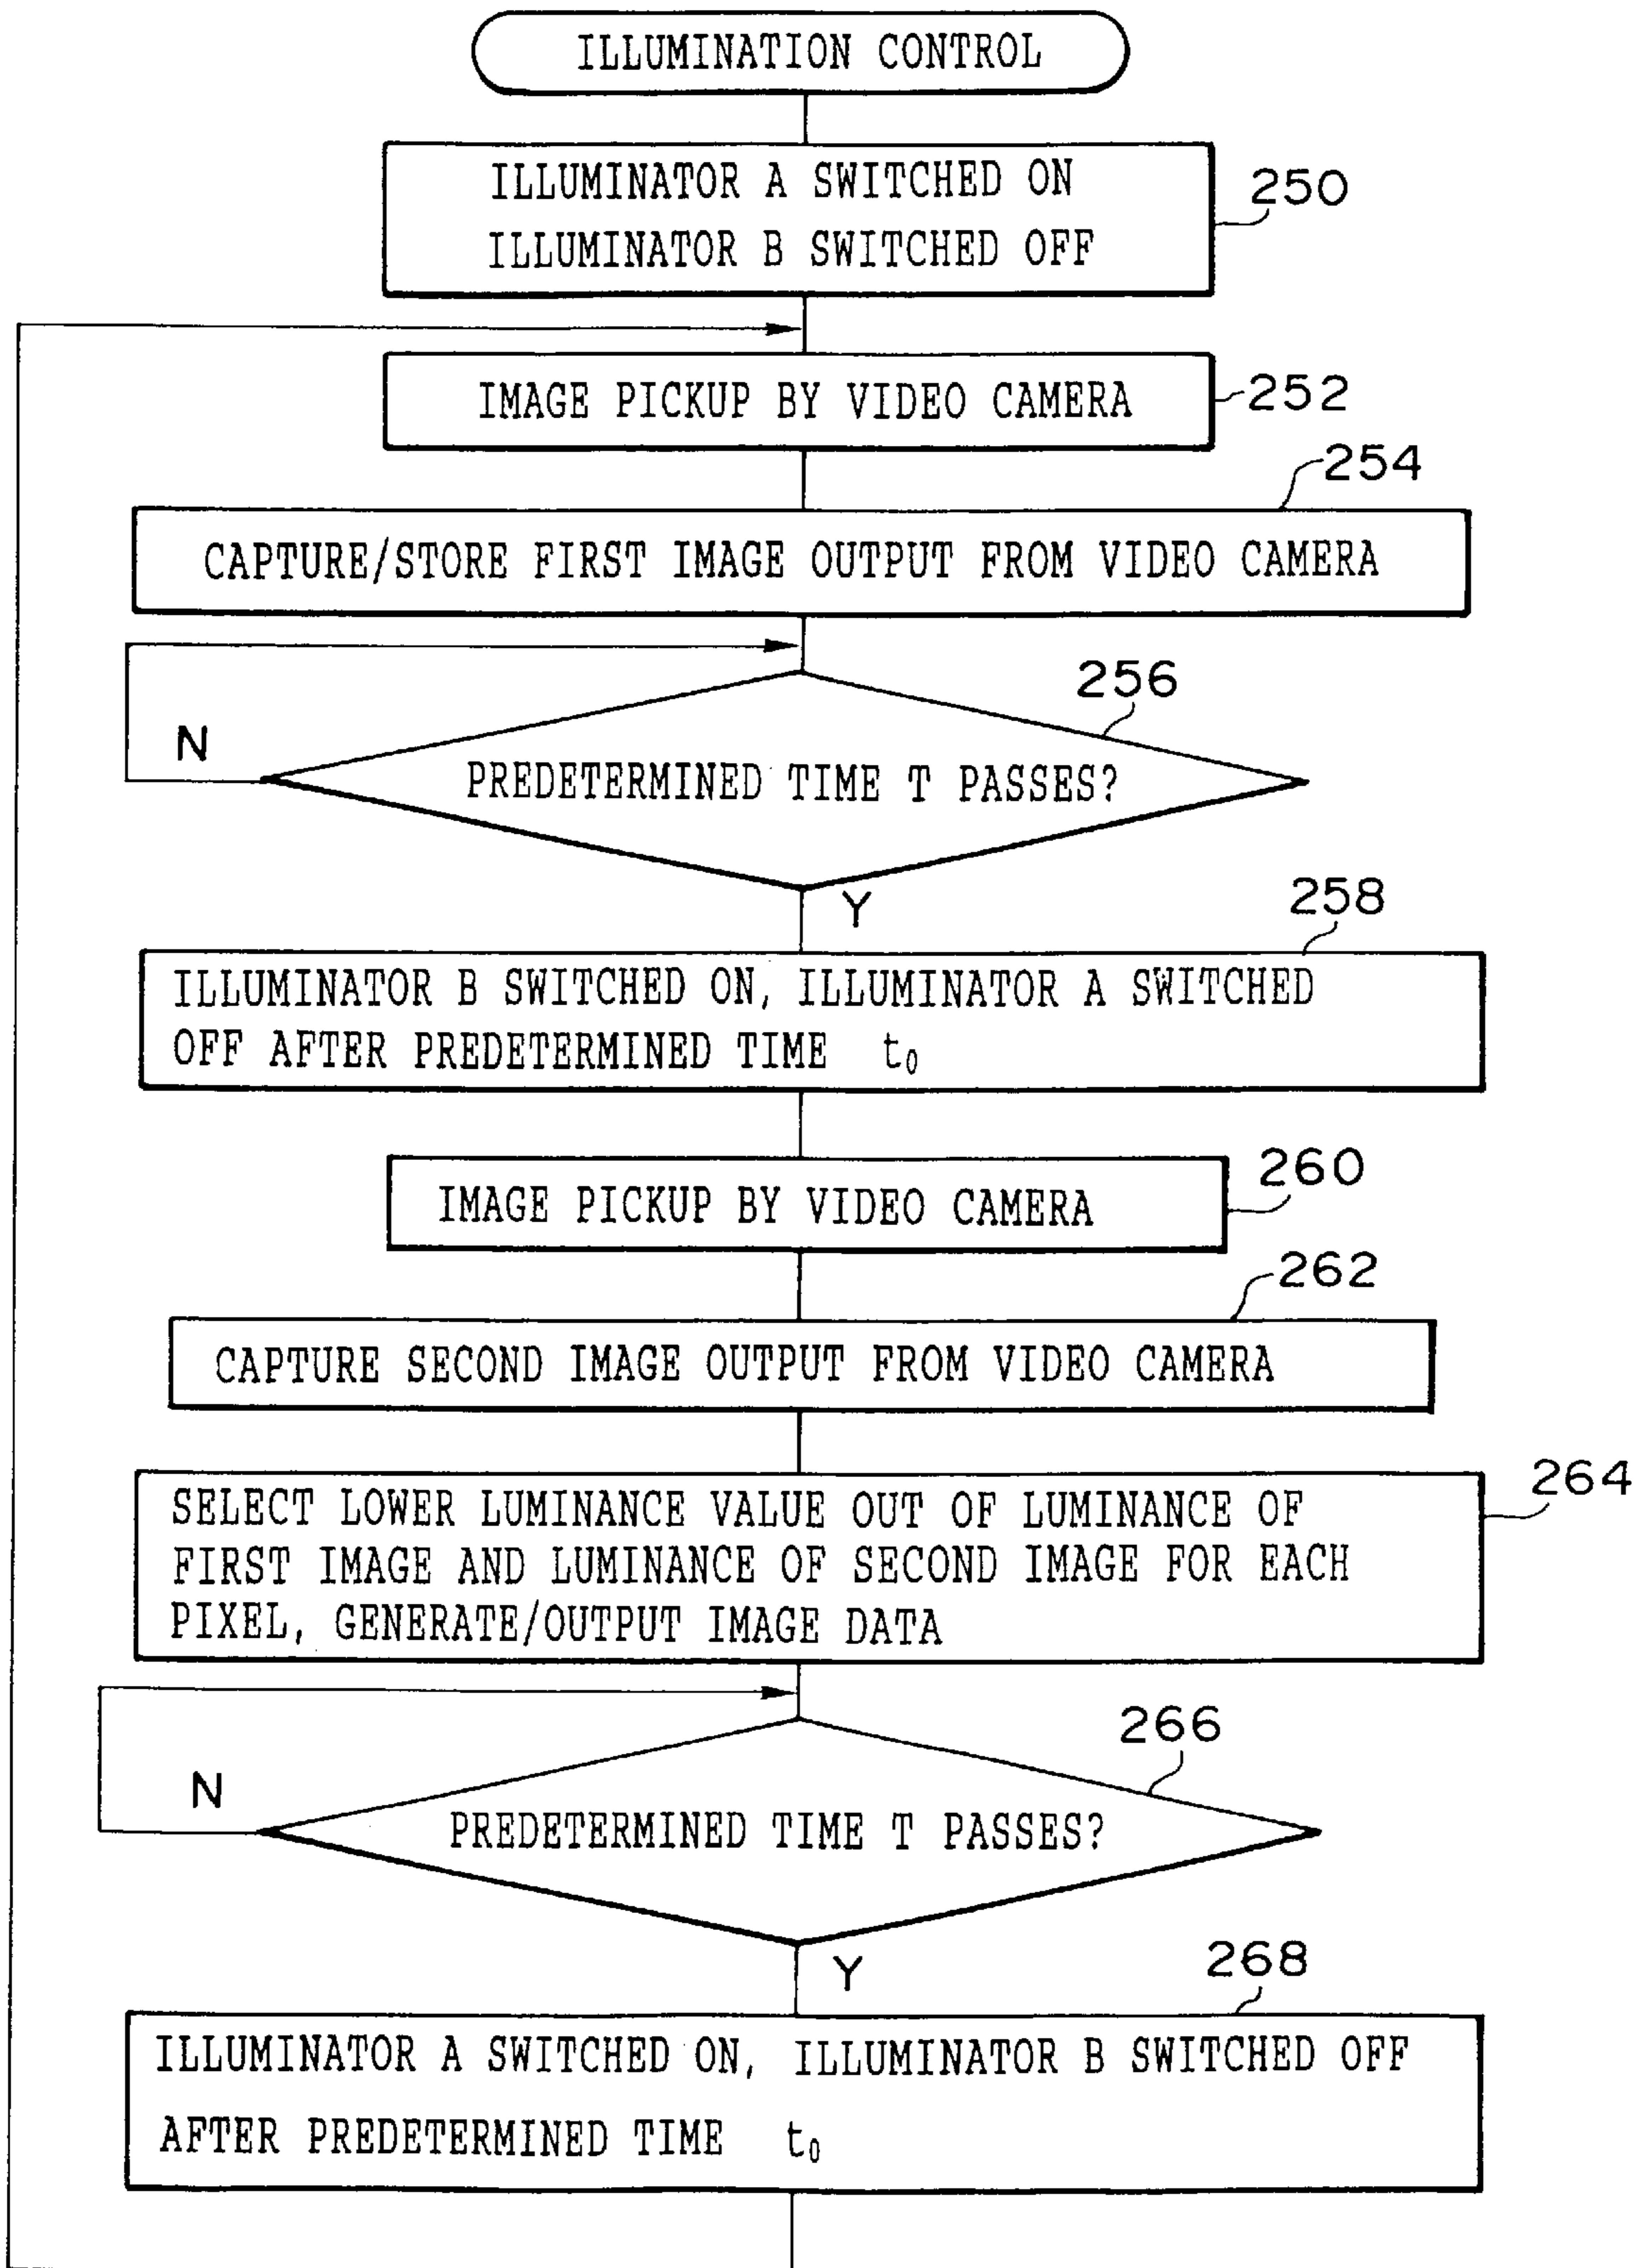 ILLUMINATION CONTROL
ILLUMINATOR A SWITCHED ON
ILLUMINATOR B SWITCHED OFF
250
IMAGE PICKUP BY VIDEO CAMERA
252
254
CAPTURE/STORE FIRST IMAGE OUTPUT FROM VIDEO CAMERA
256
N
PREDETERMINED TIME T PASSES?
Y
258
ILLUMINATOR B SWITCHED ON, ILLUMINATOR A SWITCHED
OFF AFTER PREDETERMINED TIME t₀
260
IMAGE PICKUP BY VIDEO CAMERA
262
CAPTURE SECOND IMAGE OUTPUT FROM VIDEO CAMERA
264
SELECT LOWER LUMINANCE VALUE OUT OF LUMINANCE OF
FIRST IMAGE AND LUMINANCE OF SECOND IMAGE FOR EACH
PIXEL, GENERATE/OUTPUT IMAGE DATA
266
N
PREDETERMINED TIME T PASSES?
Y
268
ILLUMINATOR A SWITCHED ON, ILLUMINATOR B SWITCHED OFF
AFTER PREDETERMINED TIME t₀